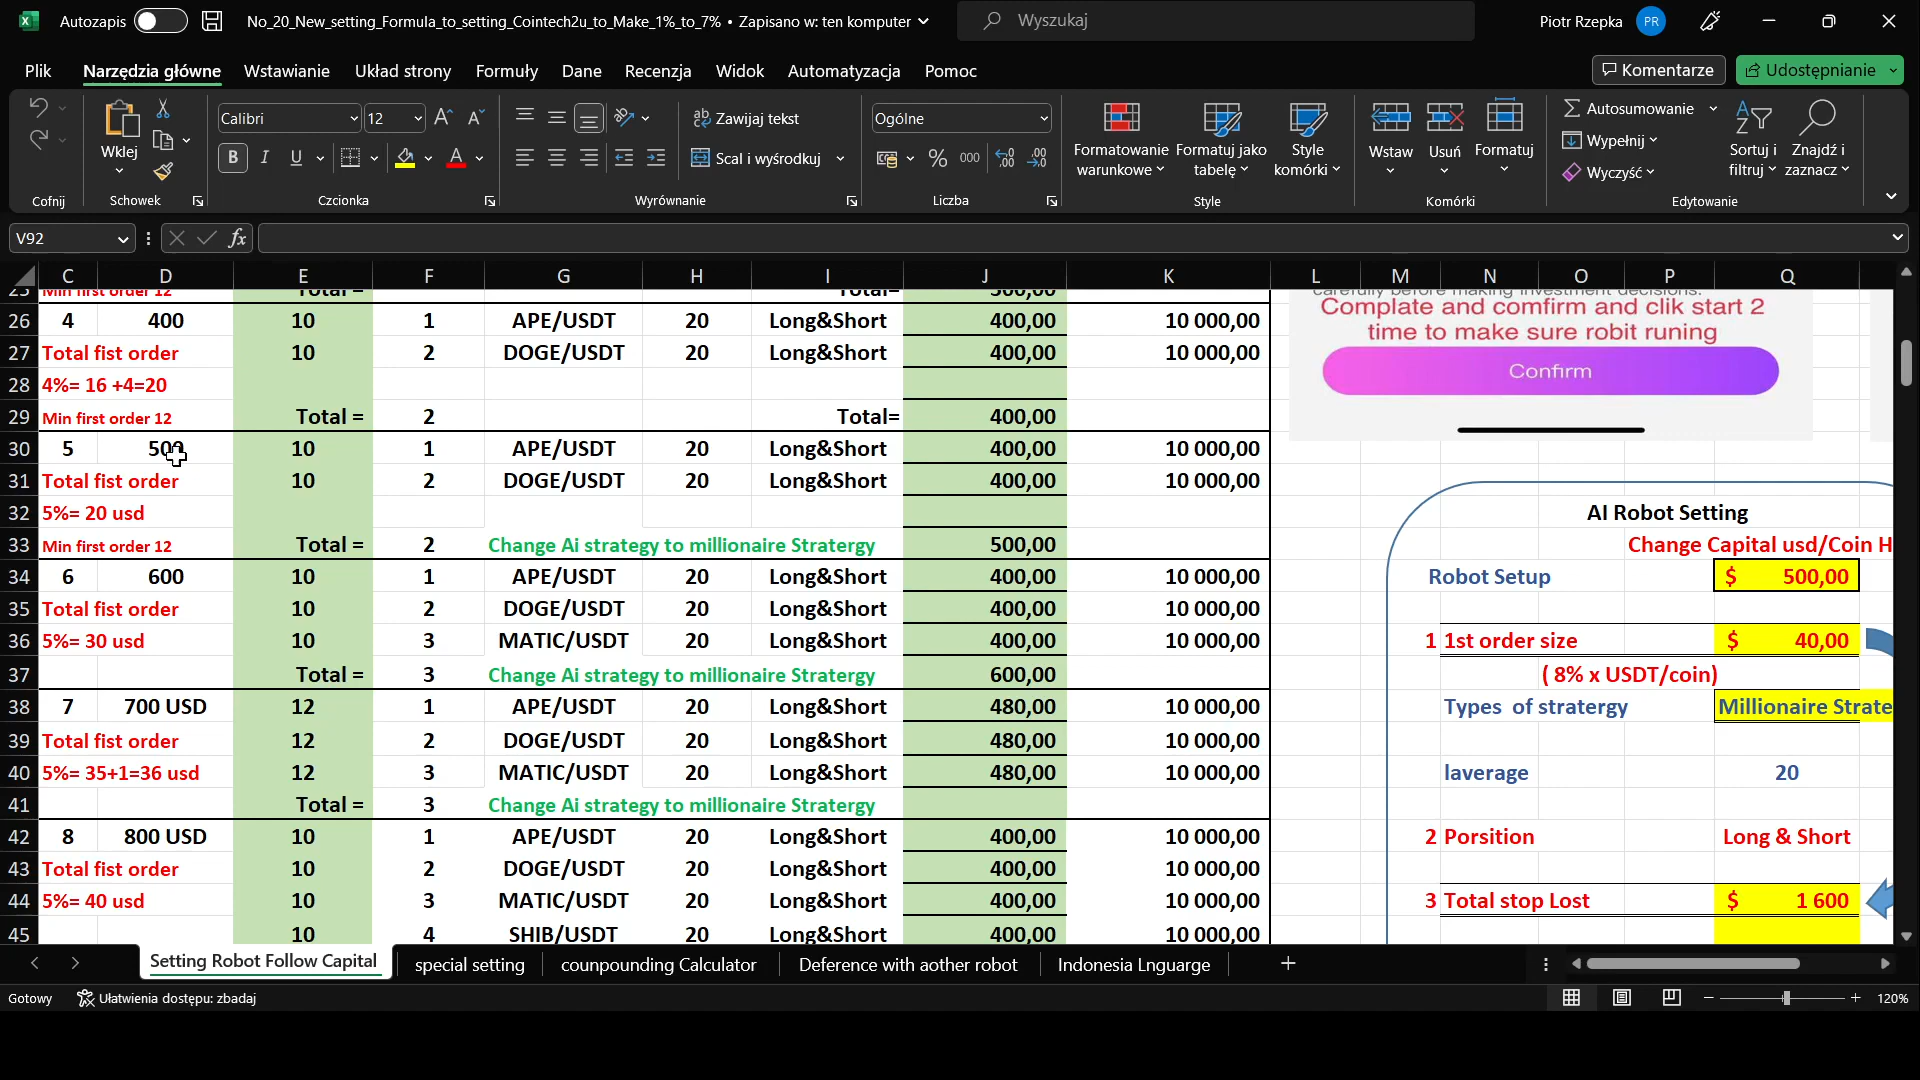 Autozapis No_20_New_setting_Formula_to_setting_Cointech2u_to_Make_1%_to_7% • Zapisano w: ten komputer Wyszukaj Piotr Rzepka PR
Plik Narzędzia główne Wstawianie Układ strony Formuły Dane Recenzja Widok Automatyzacja Pomoc Komentarze Udostępnianie
Wklej Calibri 12 Zawijaj tekst Ogólne Formatowanie warunkowe Formatuj jako tabelę Style komórki Wstaw Usuń Formatuj Autosumowanie Sortuj i filtruj Znajdź i zaznacz
B I U A Scal i wyśrodkuj % 000 Wypełnij
Wyczyść
Cofnij Schowek Czcionka Wyrównanie Liczba Style Komórki Edytowanie
V92 fx
C D E F G H I J K L M N O P Q
25 Min first order 12 Total = Total= 300,00 carefully before making investment decisions.
26 4 400 10 1 APE/USDT 20 Long&Short 400,00 10 000,00 Complate and comfirm and clik start 2
27 Total fist order 10 2 DOGE/USDT 20 Long&Short 400,00 10 000,00 time to make sure robit runing
28 4%= 16 +4=20 Confirm
29 Min first order 12 Total = 2 Total= 400,00
30 5 500 10 1 APE/USDT 20 Long&Short 400,00 10 000,00
31 Total fist order 10 2 DOGE/USDT 20 Long&Short 400,00 10 000,00
32 5%= 20 usd AI Robot Setting
33 Min first order 12 Total = 2 Change Ai strategy to millionaire Stratergy 500,00 Change Capital usd/Coin H
34 6 600 10 1 APE/USDT 20 Long&Short 400,00 10 000,00 Robot Setup $ 500,00
35 Total fist order 10 2 DOGE/USDT 20 Long&Short 400,00 10 000,00
36 5%= 30 usd 10 3 MATIC/USDT 20 Long&Short 400,00 10 000,00 1 1st order size $ 40,00
37 Total = 3 Change Ai strategy to millionaire Stratergy 600,00 ( 8% x USDT/coin)
38 7 700 USD 12 1 APE/USDT 20 Long&Short 480,00 10 000,00 Types of stratergy Millionaire Strate
39 Total fist order 12 2 DOGE/USDT 20 Long&Short 480,00 10 000,00
40 5%= 35+1=36 usd 12 3 MATIC/USDT 20 Long&Short 480,00 10 000,00 laverage 20
41 Total = 3 Change Ai strategy to millionaire Stratergy
42 8 800 USD 10 1 APE/USDT 20 Long&Short 400,00 10 000,00 2 Porsition Long & Short
43 Total fist order 10 2 DOGE/USDT 20 Long&Short 400,00 10 000,00
44 5%= 40 usd 10 3 MATIC/USDT 20 Long&Short 400,00 10 000,00 3 Total stop Lost $ 1 600
45 10 4 SHIB/USDT 20 Long&Short 400,00 10 000,00
Setting Robot Follow Capital special setting counpounding Calculator Deference with aother robot Indonesia Lnguarge
Gotowy Ułatwienia dostępu: zbadaj 120%